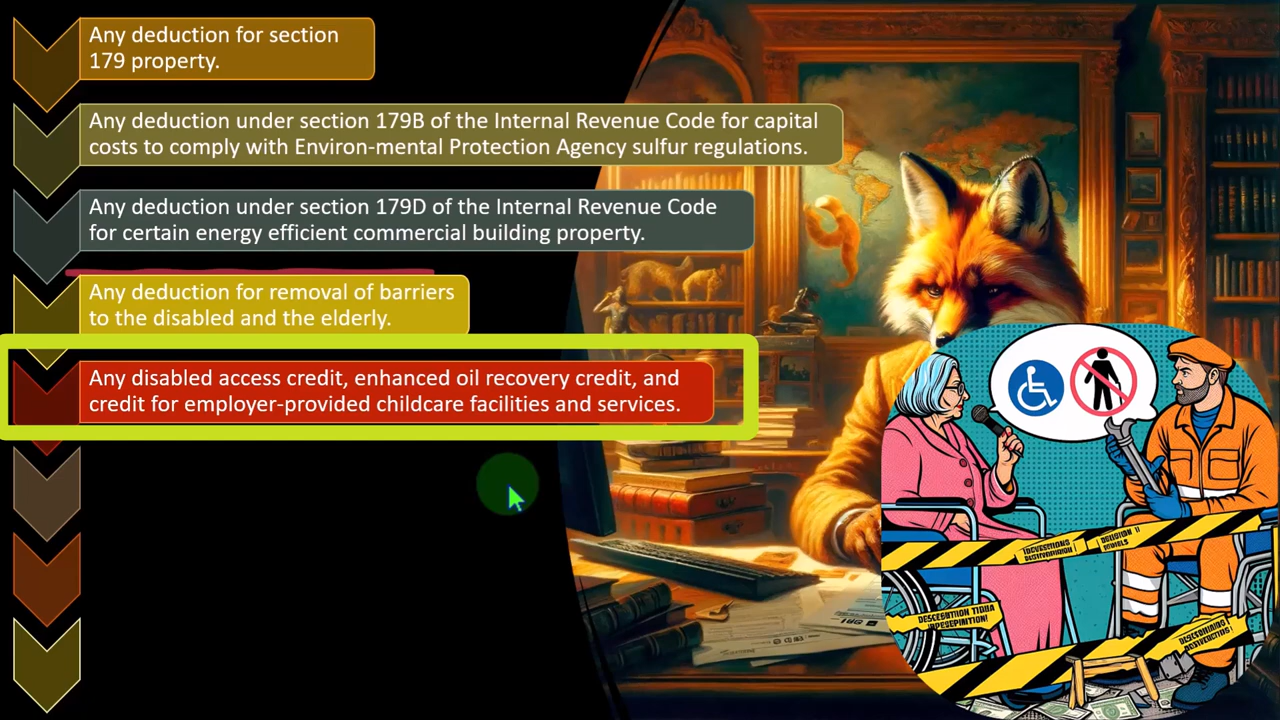 Any deduction for section
179 property.
Any deduction under section 179B of the Internal Revenue Code for capital
costs to comply with Environ-mental Protection Agency sulfur regulations.
Any deduction under section 179D of the Internal Revenue Code
for certain energy efficient commercial building property.
Any deduction for removal of barriers
to the disabled and the elderly.
Any disabled access credit, enhanced oil recovery credit, and
credit for employer-provided childcare facilities and services.